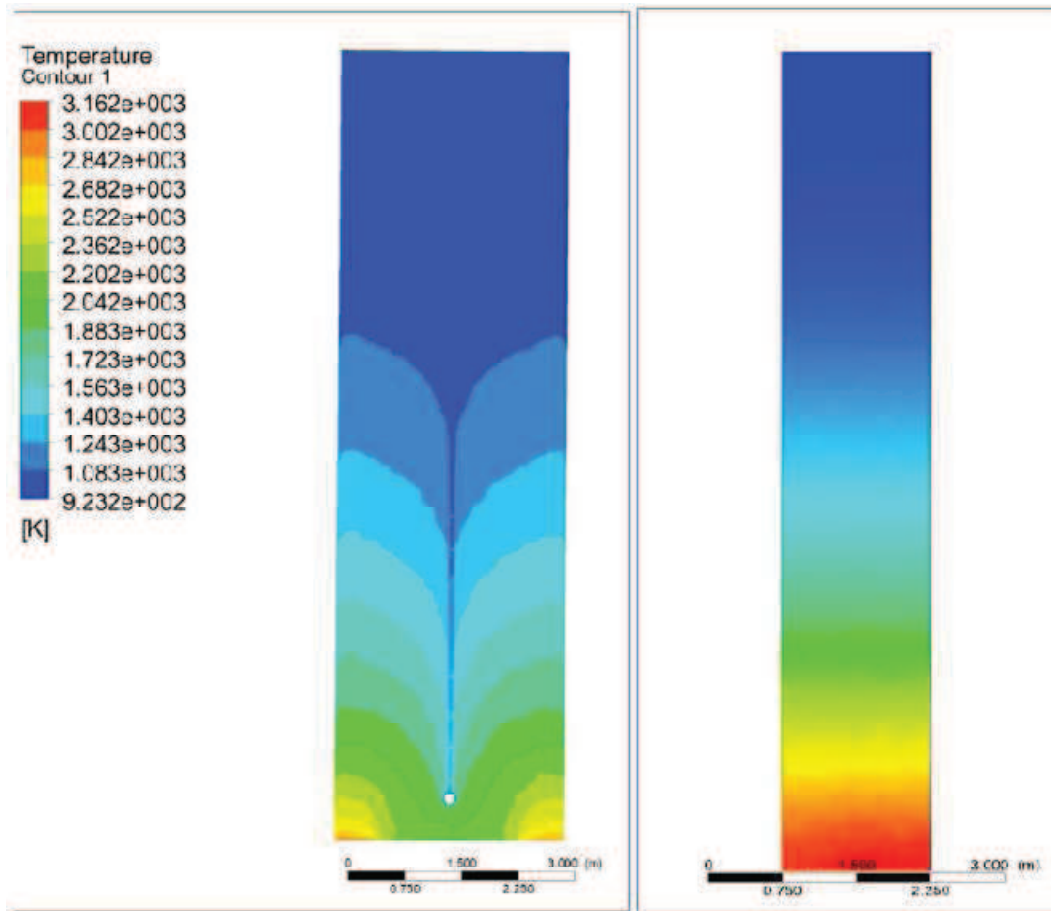 Temperature
Contour 1
3.162e+003
3.002e+003
2.842e+003
2.682e+003
2.522e+003
2.362e+003
2.202e+003
2.042e+003
1.883e+003
1.723e+003
1.563e+003
1.403e+003
1.243e+003
1.083e+003
9.232e+002
[K]
0 1.500 3.000 (m)
0.750 2.250
0 1.500 3.000 (m)
0.750 2.250